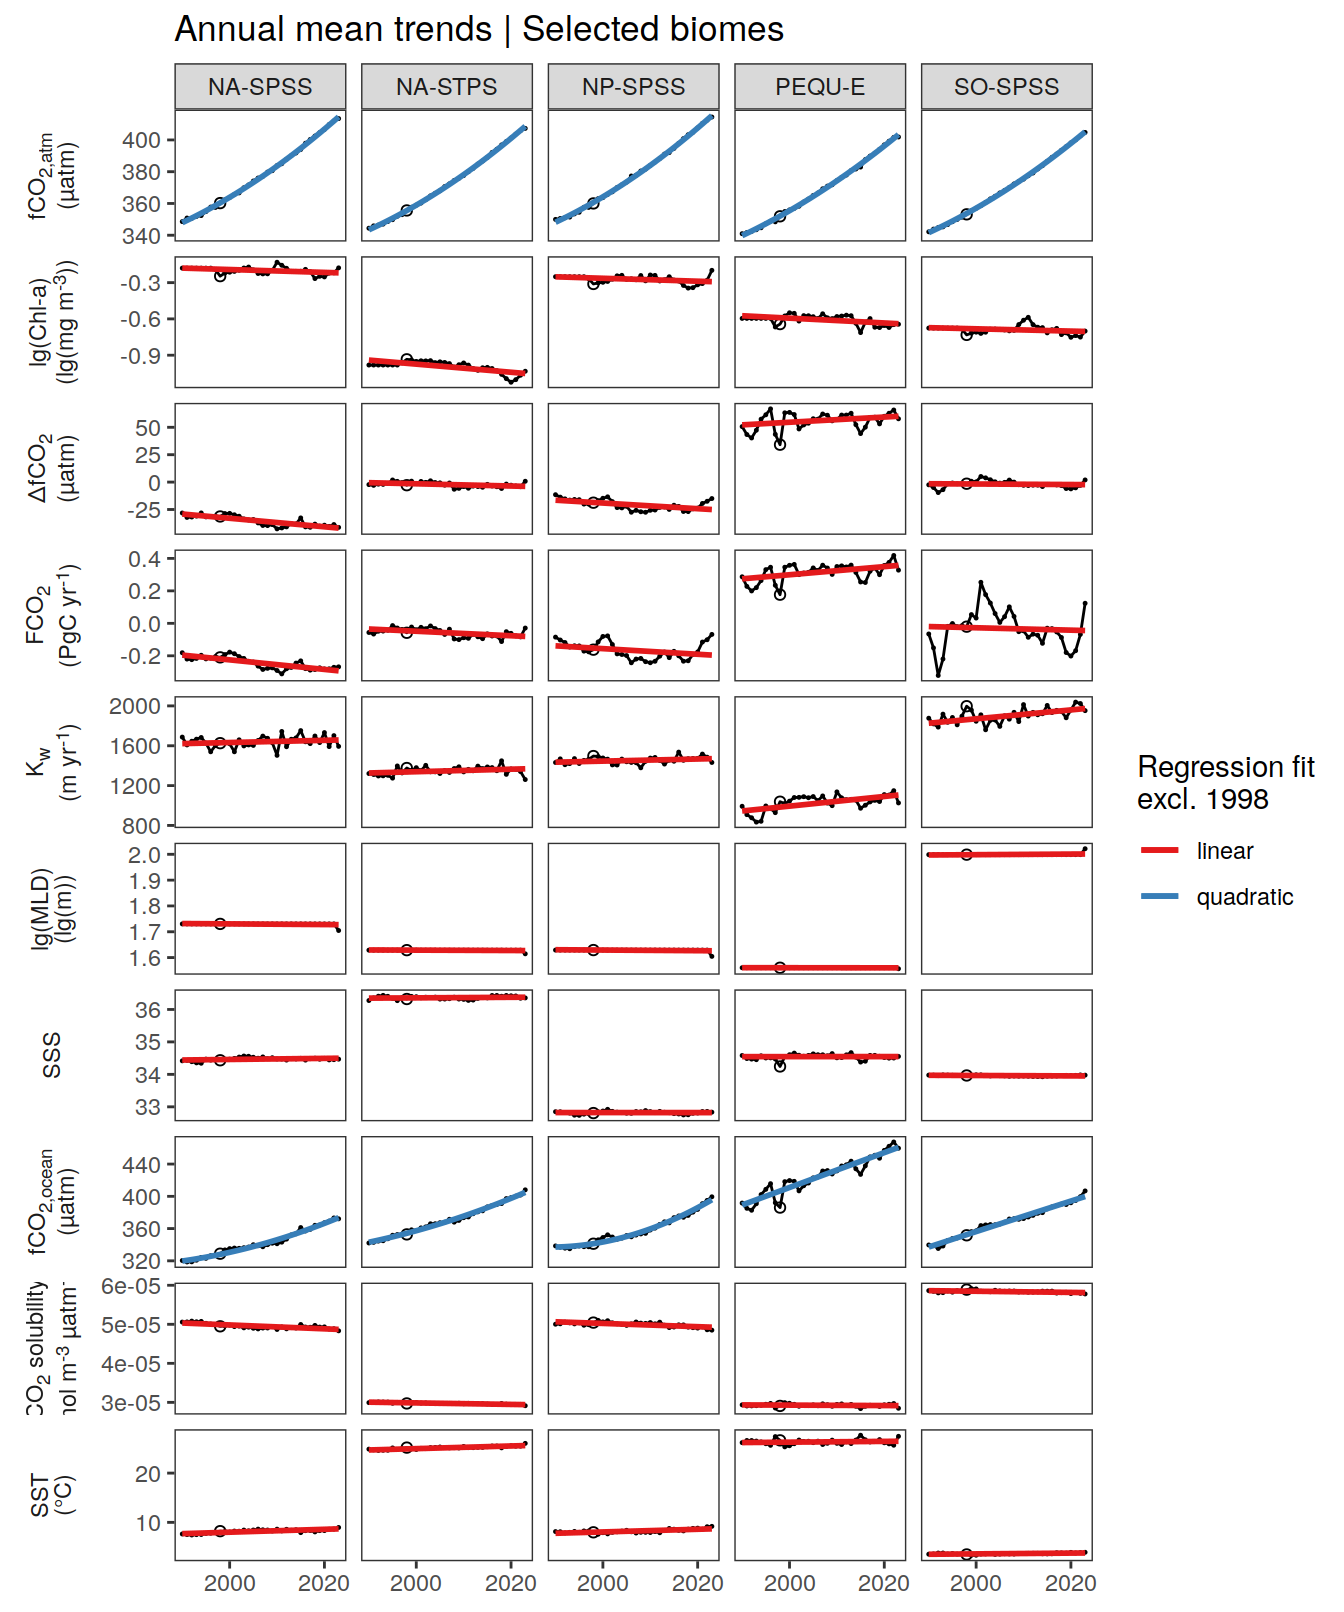 Annual mean trends | Selected biomes
NA-SPSS NA-STPS NP-SPSS PEQU-E SO-SPSS
fCO2,atm
(µatm)
400
380
360
340
lg(Chl-a)
(lg(mg m-3))
-0.3
-0.6
-0.9
ΔfCO2
(µatm)
50
25
0
-25
FCO2
(PgC yr-1)
0.4
0.2
0.0
-0.2
Kw
(m yr-1)
2000
1600
1200
800
lg(MLD)
(lg(m))
2.0
1.9
1.8
1.7
1.6
SSS
36
35
34
33
fCO2,ocean
(µatm)
440
400
360
320
CO2 solubility
nol m-3 µatm-
6e-05
5e-05
4e-05
3e-05
SST
(°C)
20
10
2000 2020 2000 2020 2000 2020 2000 2020 2000 2020
Regression fit
excl. 1998
linear
quadratic